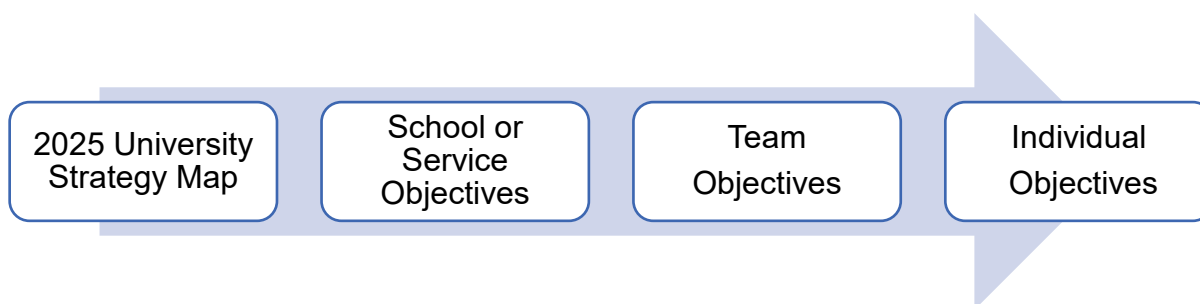 2025 University
Strategy Map
School or
Service
Objectives
Team
Objectives
Individual
Objectives